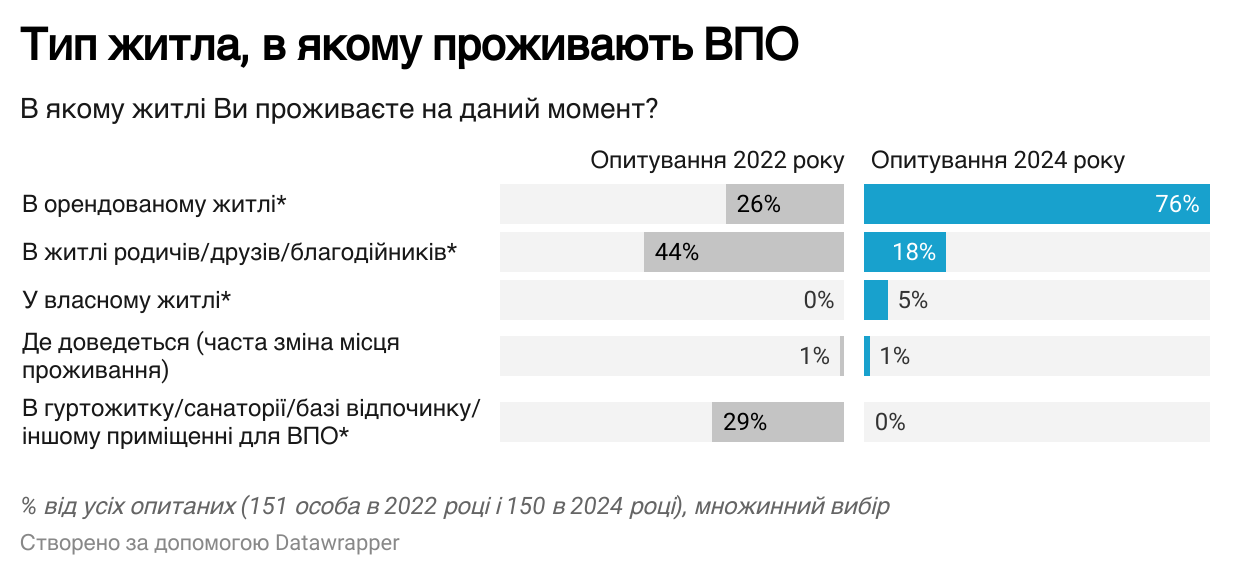 Тип житла, в якому проживають ВПО
В якому житлі Ви проживаєте на даний момент?
Опитування 2022 року Опитування 2024 року
В орендованому житлі* 26% 76%
В житлі родичів/друзів/благодійників* 44% 18%
У власному житлі* 0% 5%
Де доведеться (часта зміна місця
проживання) 1% 1%
В гуртожитку/санаторії/базі відпочинку/
іншому приміщенні для ВПО* 29% 0%
% від усіх опитаних (151 особа в 2022 році і 150 в 2024 році), множинний вибір
Створено за допомогою Datawrapper